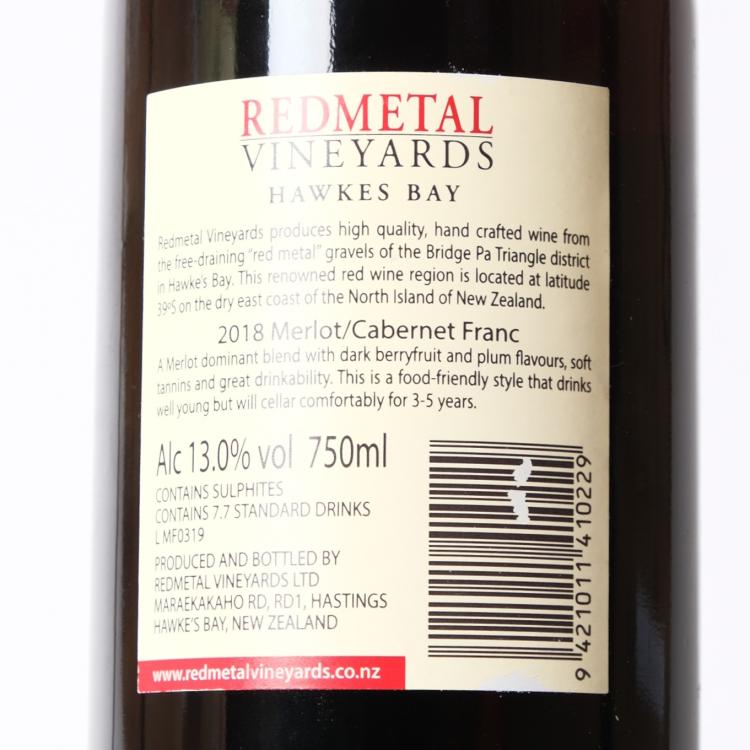 REDMETAL
VINEYARDS
HAWKES BAY
Redmetal Vineyards produces high quality, hand crafted wine from
the free-draining "red metal" gravels of the Bridge Pa Triangle district
in Hawke's Bay. This renowned red wine region is located at latitude
39ºS on the dry east coast of the North Island of New Zealand.
2018 Merlot/Cabernet Franc
A Merlot dominant blend with dark berryfruit and plum flavours, soft
tannins and great drinkability. This is a food-friendly style that drinks
well young but will cellar comfortably for 3-5 years.
Alc 13.0% vol 750ml
CONTAINS SULPHITES
CONTAINS 7.7 STANDARD DRINKS
L MF0319
PRODUCED AND BOTTLED BY
REDMETAL VINEYARDS LTD
MARAEKAKAHO RD, RD1, HASTINGS
HAWKE'S BAY, NEW ZEALAND
www.redmetalvineyards.co.nz
9 421011 410229